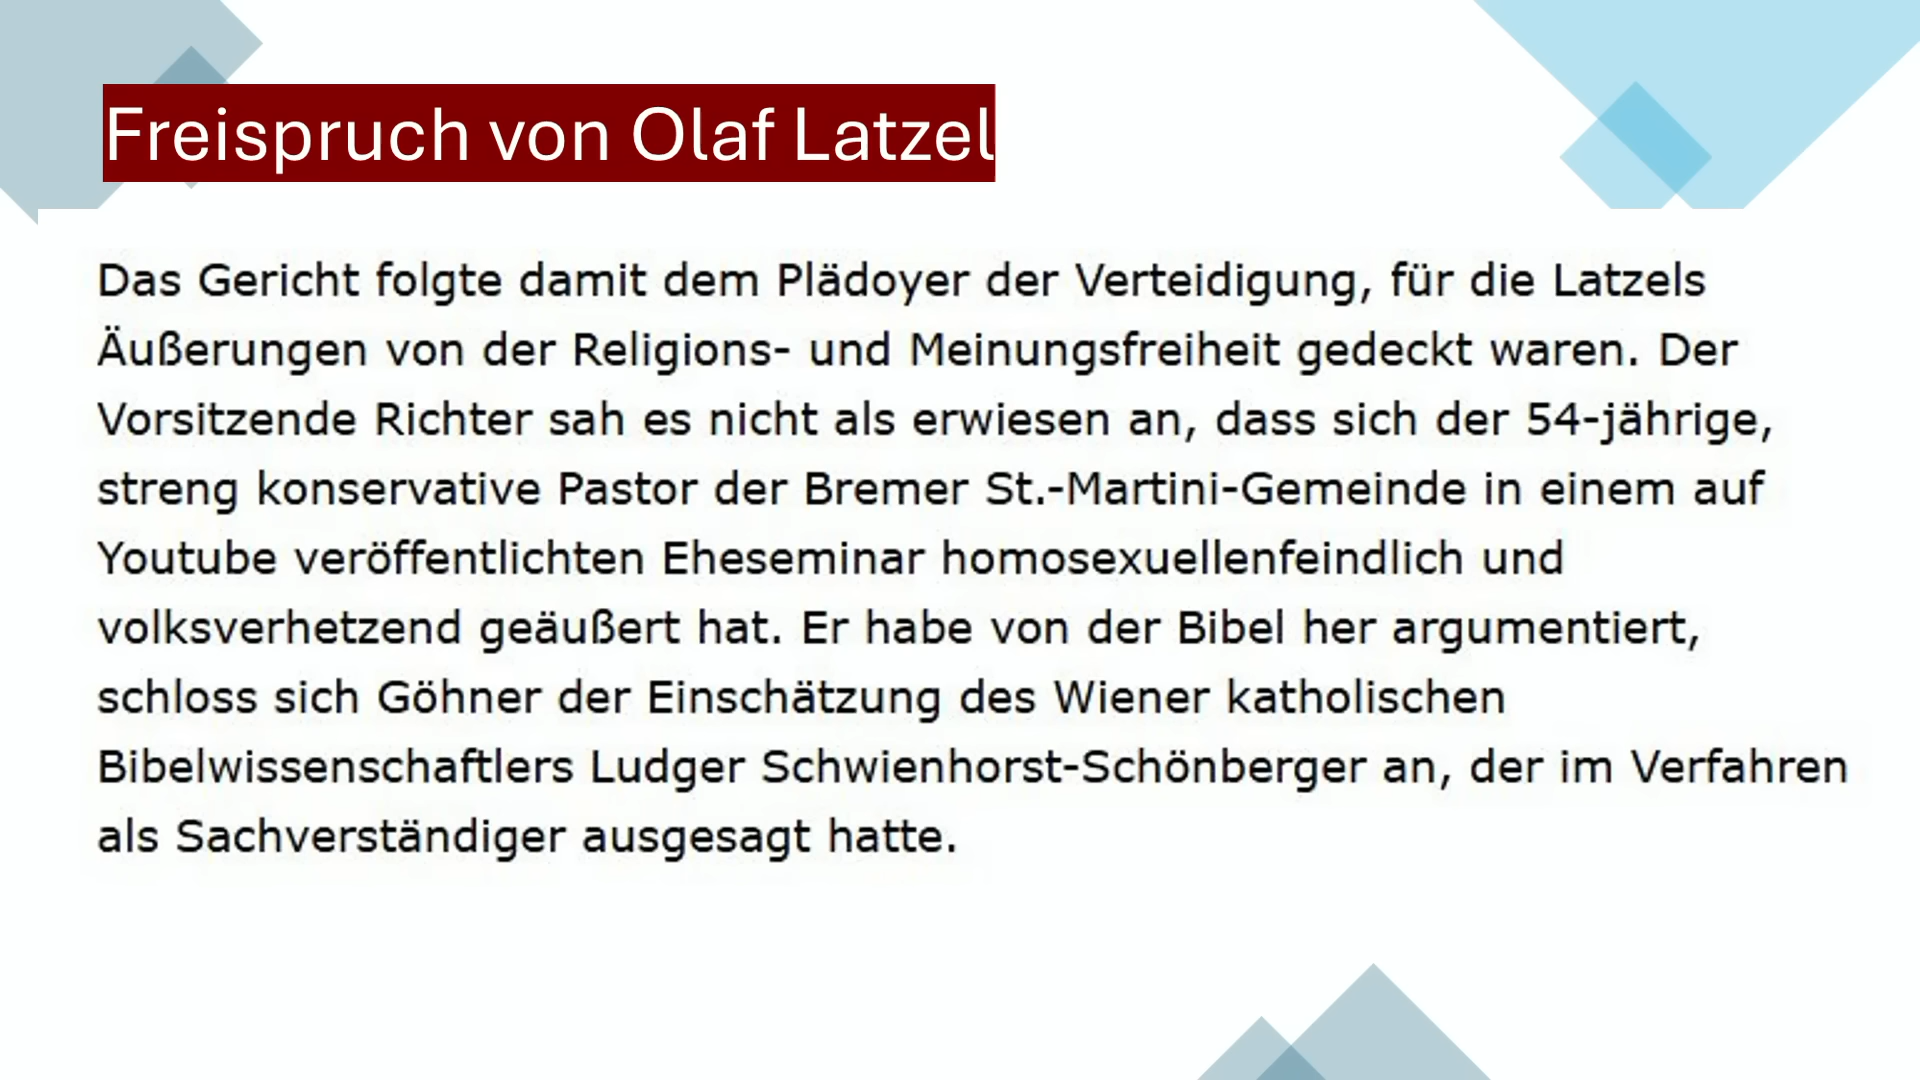 Freispruch von Olaf Latzel
Das Gericht folgte damit dem Plädoyer der Verteidigung, für die Latzels
Äußerungen von der Religions- und Meinungsfreiheit gedeckt waren. Der
Vorsitzende Richter sah es nicht als erwiesen an, dass sich der 54-jährige,
streng konservative Pastor der Bremer St.-Martini-Gemeinde in einem auf
Youtube veröffentlichten Eheseminar homosexuellenfeindlich und
volksverhetzend geäußert hat. Er habe von der Bibel her argumentiert,
schloss sich Göhner der Einschätzung des Wiener katholischen
Bibelwissenschaftlers Ludger Schwienhorst-Schönberger an, der im Verfahren
als Sachverständiger ausgesagt hatte.